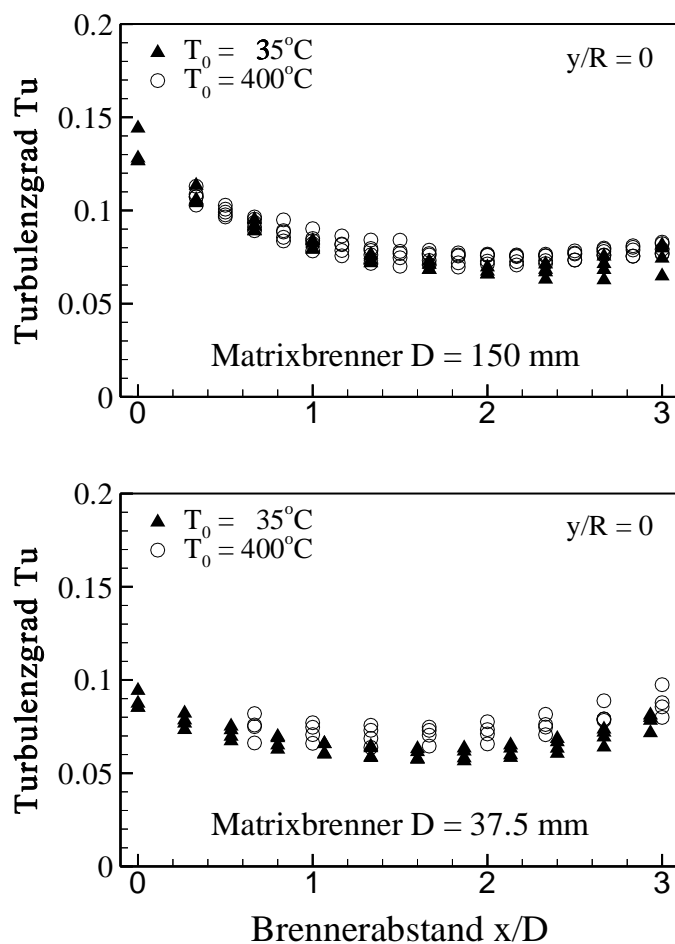 0.2
T₀ = 35°C
T₀ = 400°C
y/R = 0
0.15
0.1
0.05
0
Turbulenzgrad Tu
Matrixbrenner D = 150 mm
0 1 2 3
0.2
T₀ = 35°C
T₀ = 400°C
y/R = 0
0.15
0.1
0.05
0
Turbulenzgrad Tu
Matrixbrenner D = 37.5 mm
0 1 2 3
Brennerabstand x/D